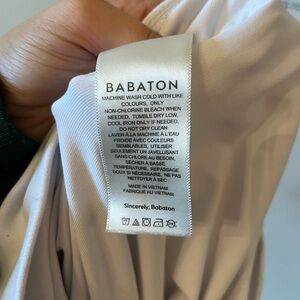 BABATON
MACHINE WASH COLD WITH LIKE
COLOURS, ONLY
NON-CHLORINE BLEACH WHEN
NEEDED, TUMBLE DRY LOW,
COOL IRON ONLY IF NEEDED,
DO NOT DRY CLEAN
LAVER À LA MACHINE À L'EAU
FROIDE AVEC COULEURS
SEMBLABLES, UTILISER
SEULEMENT UN JAVELLISANT
SANS CHLORE AU BESOIN,
SÉCHER À BASSE
TEMPÉRATURE, REPASSAGE
DOUX SI NÉCESSAIRE, NE PAS
NETTOYER À SEC
MADE IN VIETNAM
FABRIQUÉ AU VIETNAM
Sincerely, Babaton